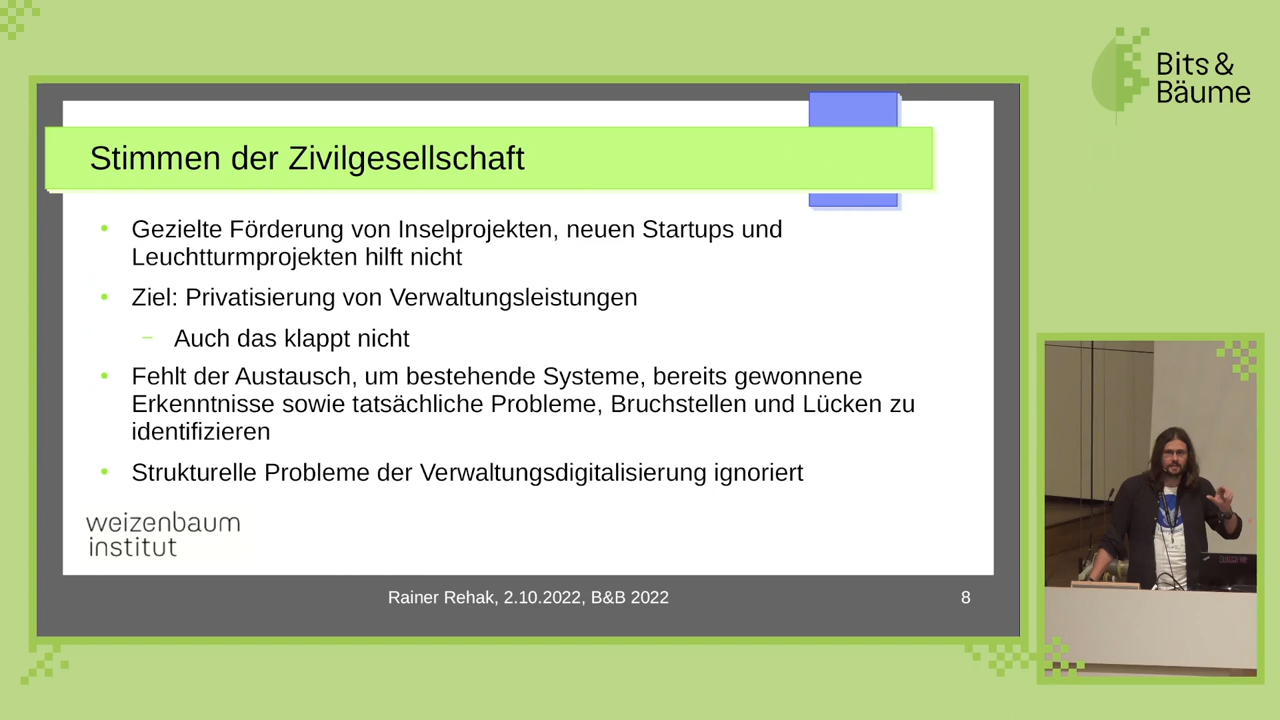 Bits &
Bäume
Stimmen der Zivilgesellschaft
Gezielte Förderung von Inselprojekten, neuen Startups und
Leuchtturmprojekten hilft nicht
Ziel: Privatisierung von Verwaltungsleistungen
Auch das klappt nicht
Fehlt der Austausch, um bestehende Systeme, bereits gewonnene
Erkenntnisse sowie tatsächliche Probleme, Bruchstellen und Lücken zu
identifizieren
Strukturelle Probleme der Verwaltungsdigitalisierung ignoriert
weizenbaum
institut
Rainer Rehak, 2.10.2022, B&B 2022
8